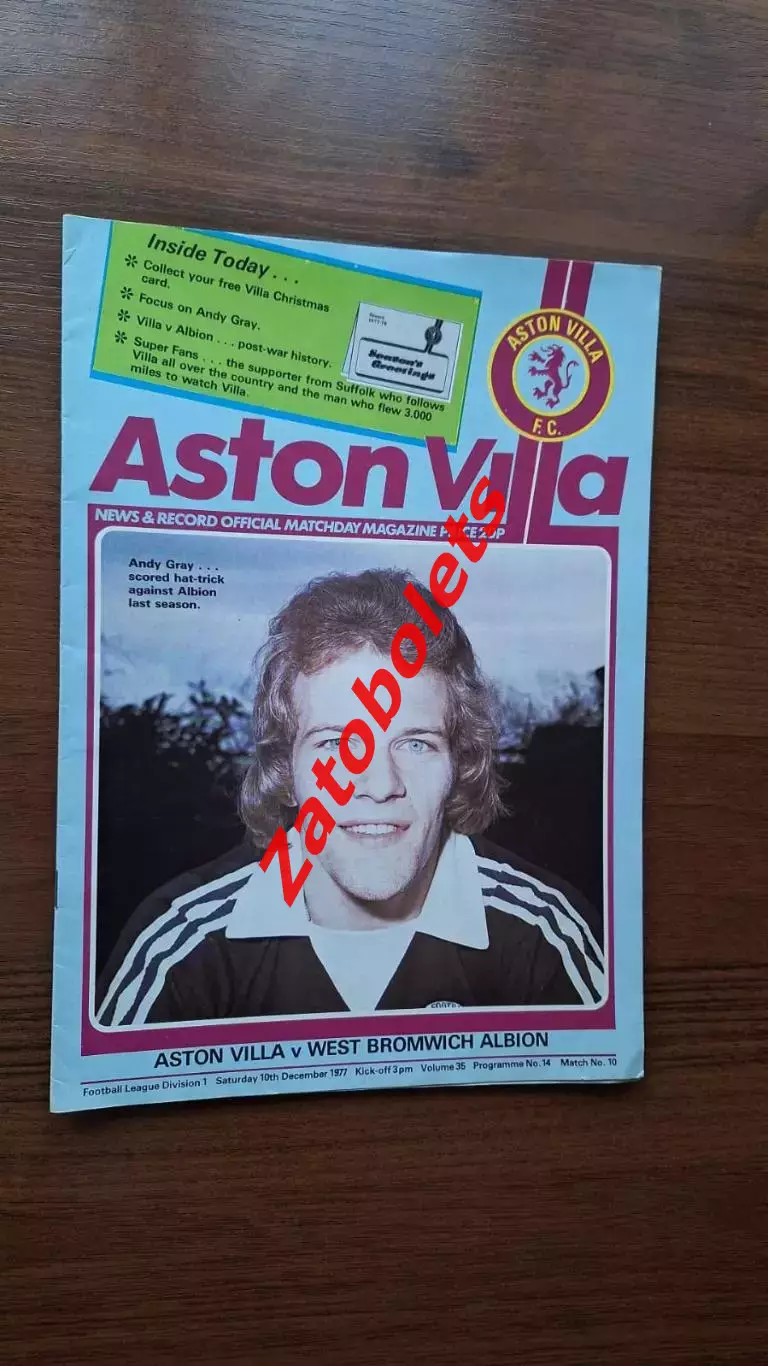 Inside Today . . .
* Collect your free Villa Christmas
card.
* Focus on Andy Gray.
* Villa v Albion . . . post-war history.
* Super Fans . . . the supporter from Suffolk who follows
Villa all over the country and the man who flew 3.000
miles to watch Villa.
Season's
Greetings
ASTON VILLA
F.C.
Aston Villa
NEWS & RECORD OFFICIAL MATCHDAY MAGAZINE PRICE 20P
Andy Gray . . .
scored hat-trick
against Albion
last season.
Zatobolets
ASTON VILLA v WEST BROMWICH ALBION
Football League Division 1 Saturday 10th December 1977 Kick-off 3pm Volume 35 Programme No. 14 Match No. 10